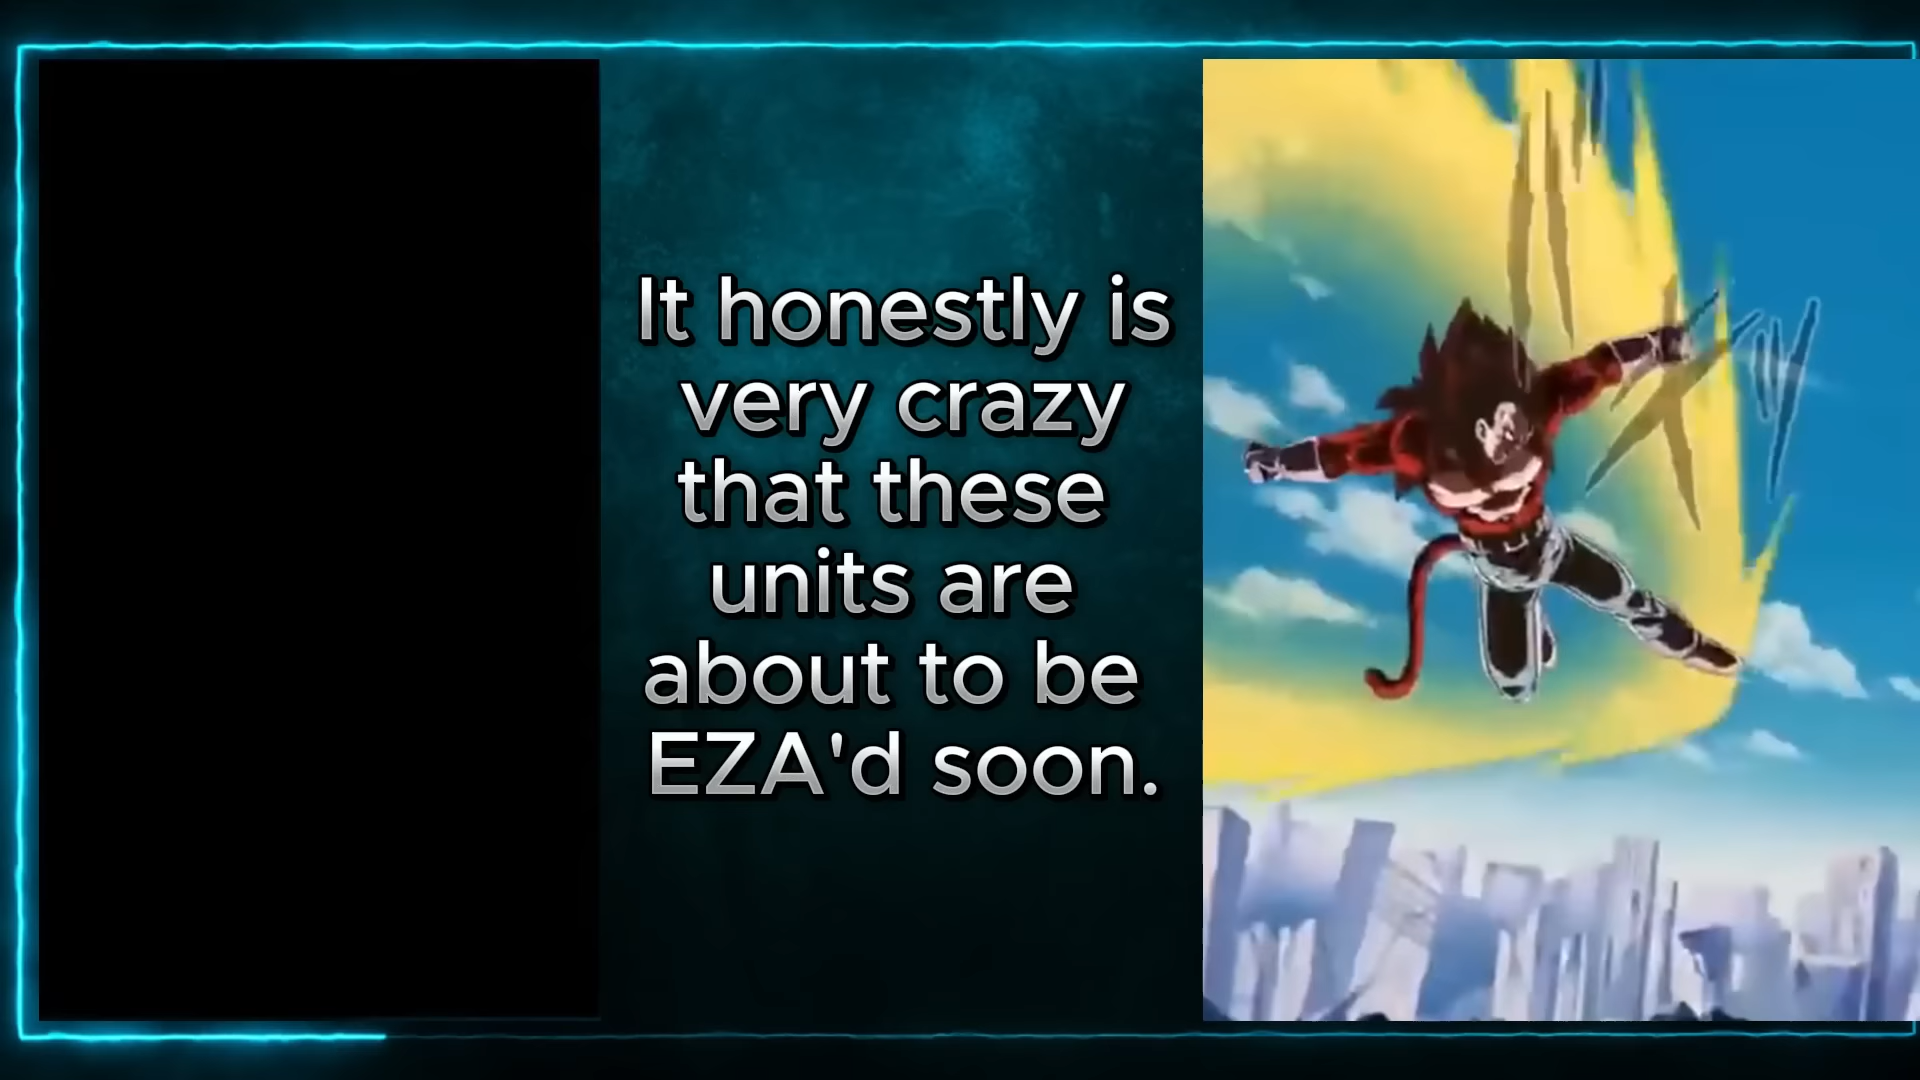 It honestly is
very crazy
that these
units are
about to be
EZA'd soon.